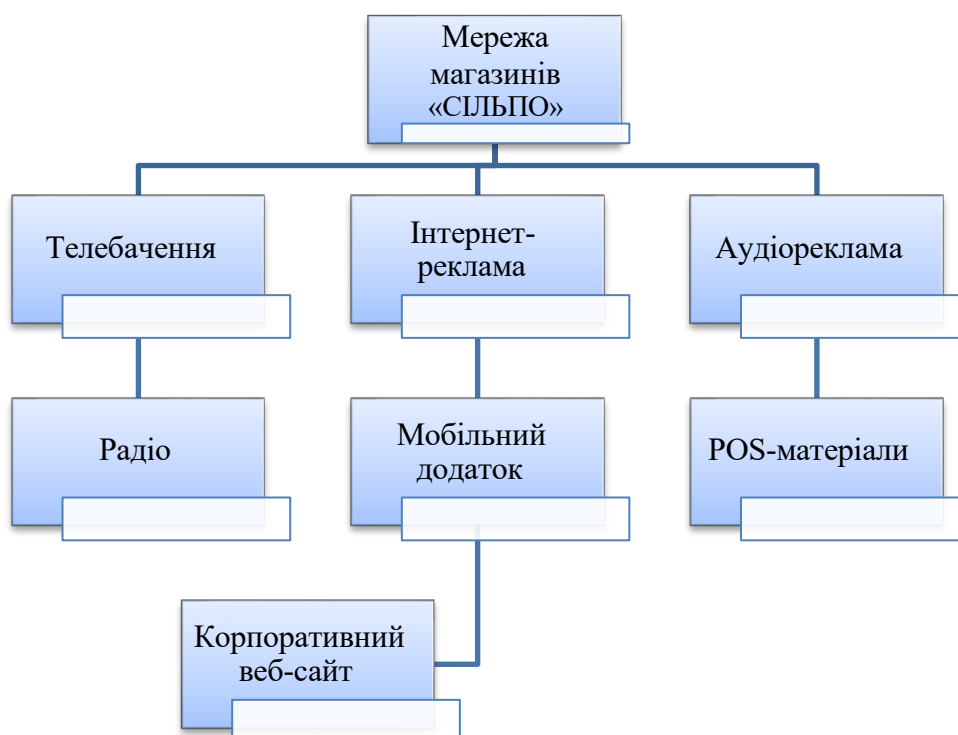 Мережа
магазинів
«СІЛЬПО»
Телебачення
Інтернет-
реклама
Аудіореклама
Радіо
Мобільний
додаток
POS-матеріали
Корпоративний
веб-сайт